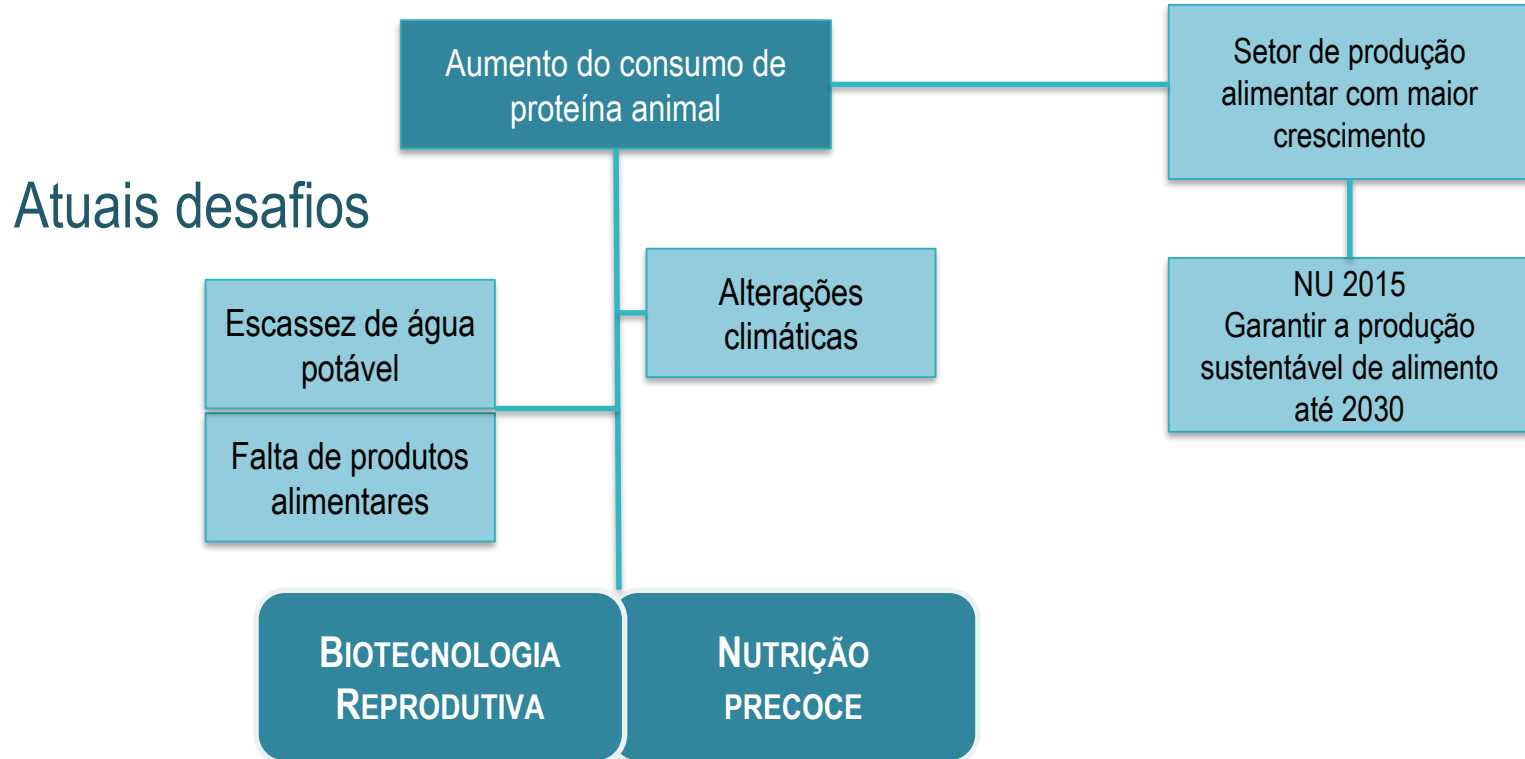 Aumento do consumo de
proteína animal
Setor de produção
alimentar com maior
crescimento
Atuais desafios
Alterações
climáticas
NU 2015
Garantir a produção
sustentável de alimento
até 2030
Escassez de água
potável
Falta de produtos
alimentares
BIOTECNOLOGIA
REPRODUTIVA
NUTRIÇÃO
PRECOCE